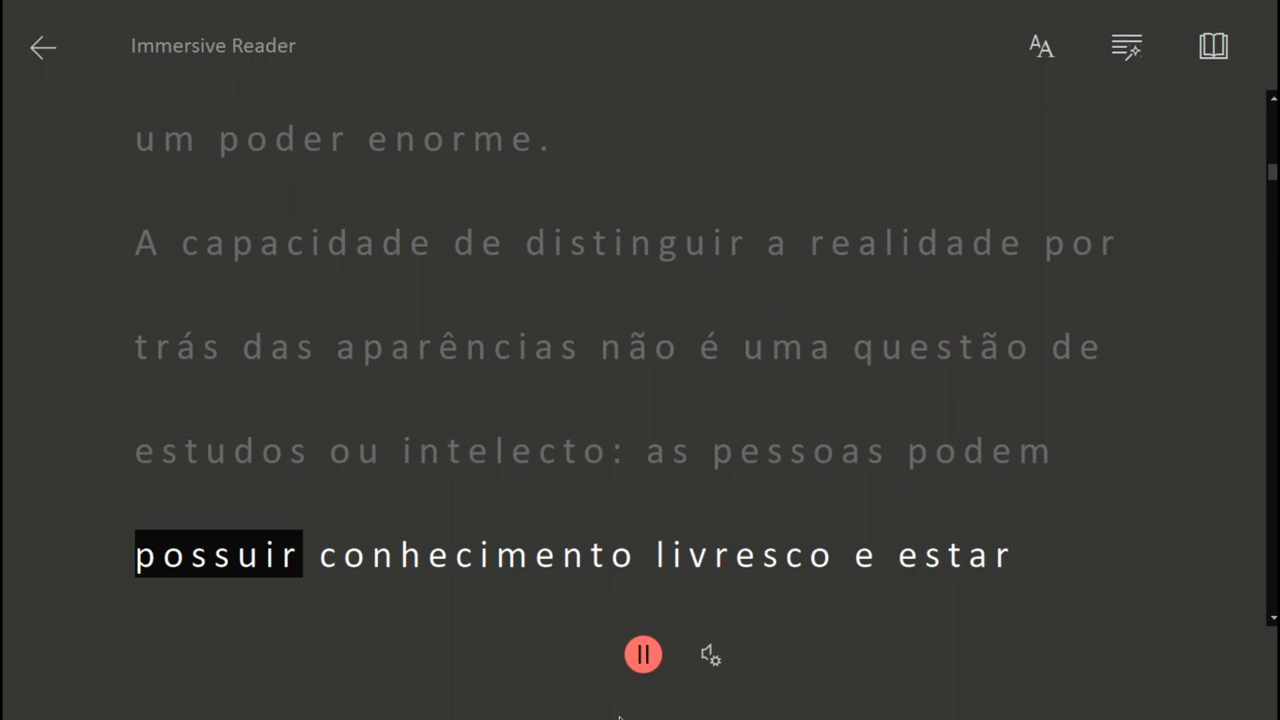 Immersive Reader
um poder enorme.
A capacidade de distinguir a realidade por
trás das aparências não é uma questão de
estudos ou intelecto: as pessoas podem
possuir conhecimento livresco e estar